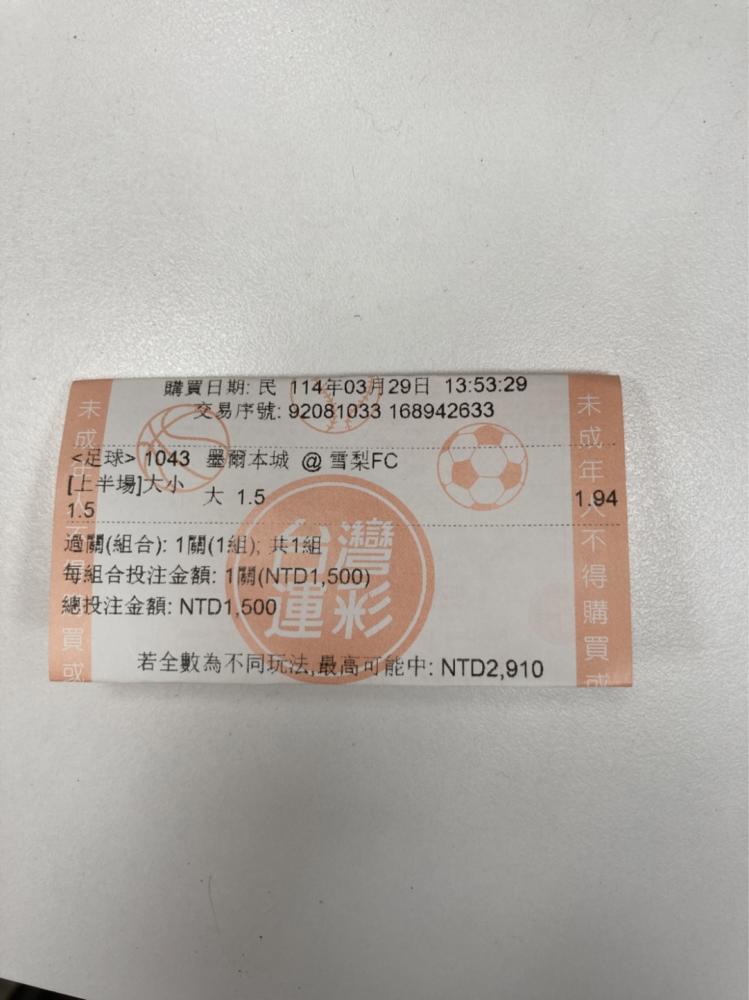 購買日期: 民 114年03月29日 13:53:29
交易序號: 92081033 168942633
<足球> 1043 墨爾本城 @ 雪梨FC
[上半場]大小
1.5 大 1.5 1.94
過關(組合): 1關(1組); 共1組
每組合投注金額: 1關(NTD1,500)
總投注金額: NTD1,500
若全數為不同玩法,最高可能中: NTD2,910
台灣
運彩
未成年人不得購買或
未成年人不得購買或